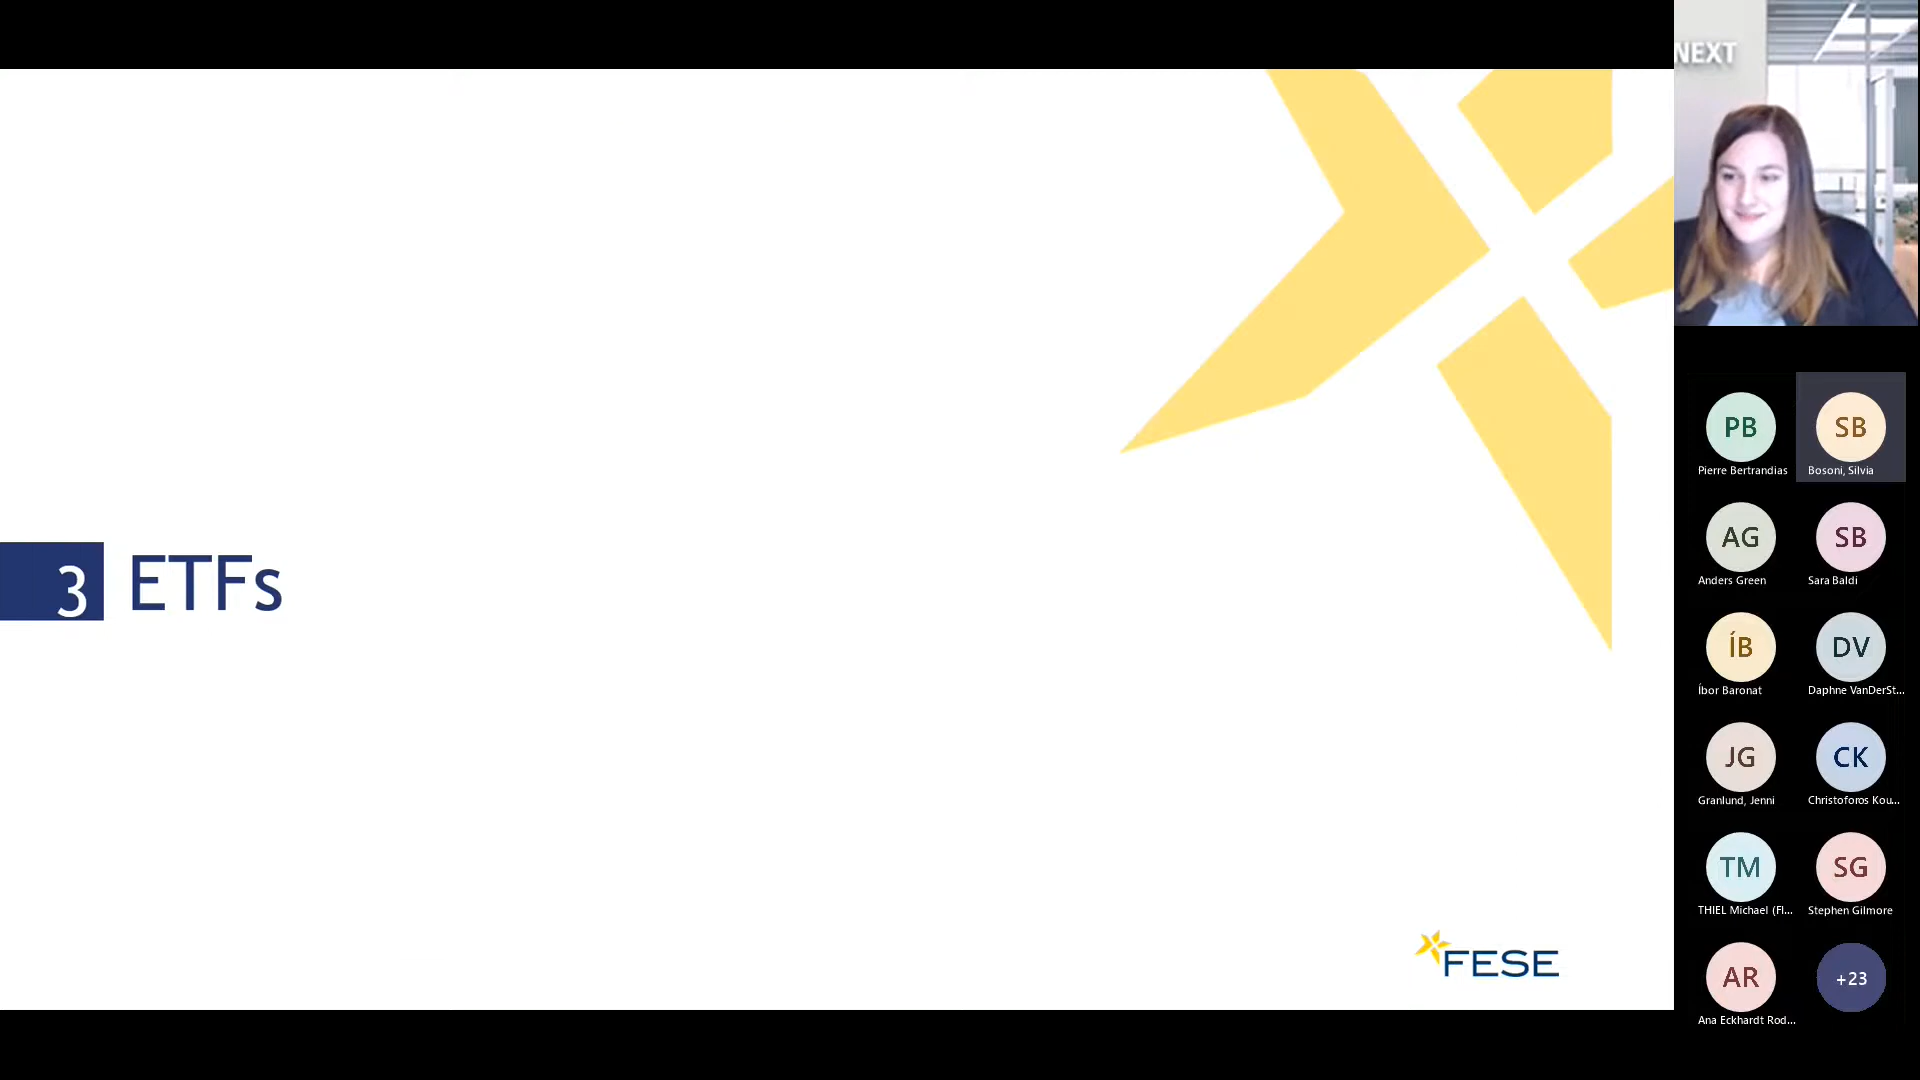 NEXT
3 ETFs
FESE
PB
Pierre Bertrandias
SB
Bosoni, Silvia
AG
Anders Green
SB
Sara Baldi
ÍB
Íbor Baronat
DV
Daphne VanDerSt...
JG
Granlund, Jenni
CK
Christoforos Kou...
TM
THIEL Michael (FI...
SG
Stephen Gilmore
AR
Ana Eckhardt Rod...
+23